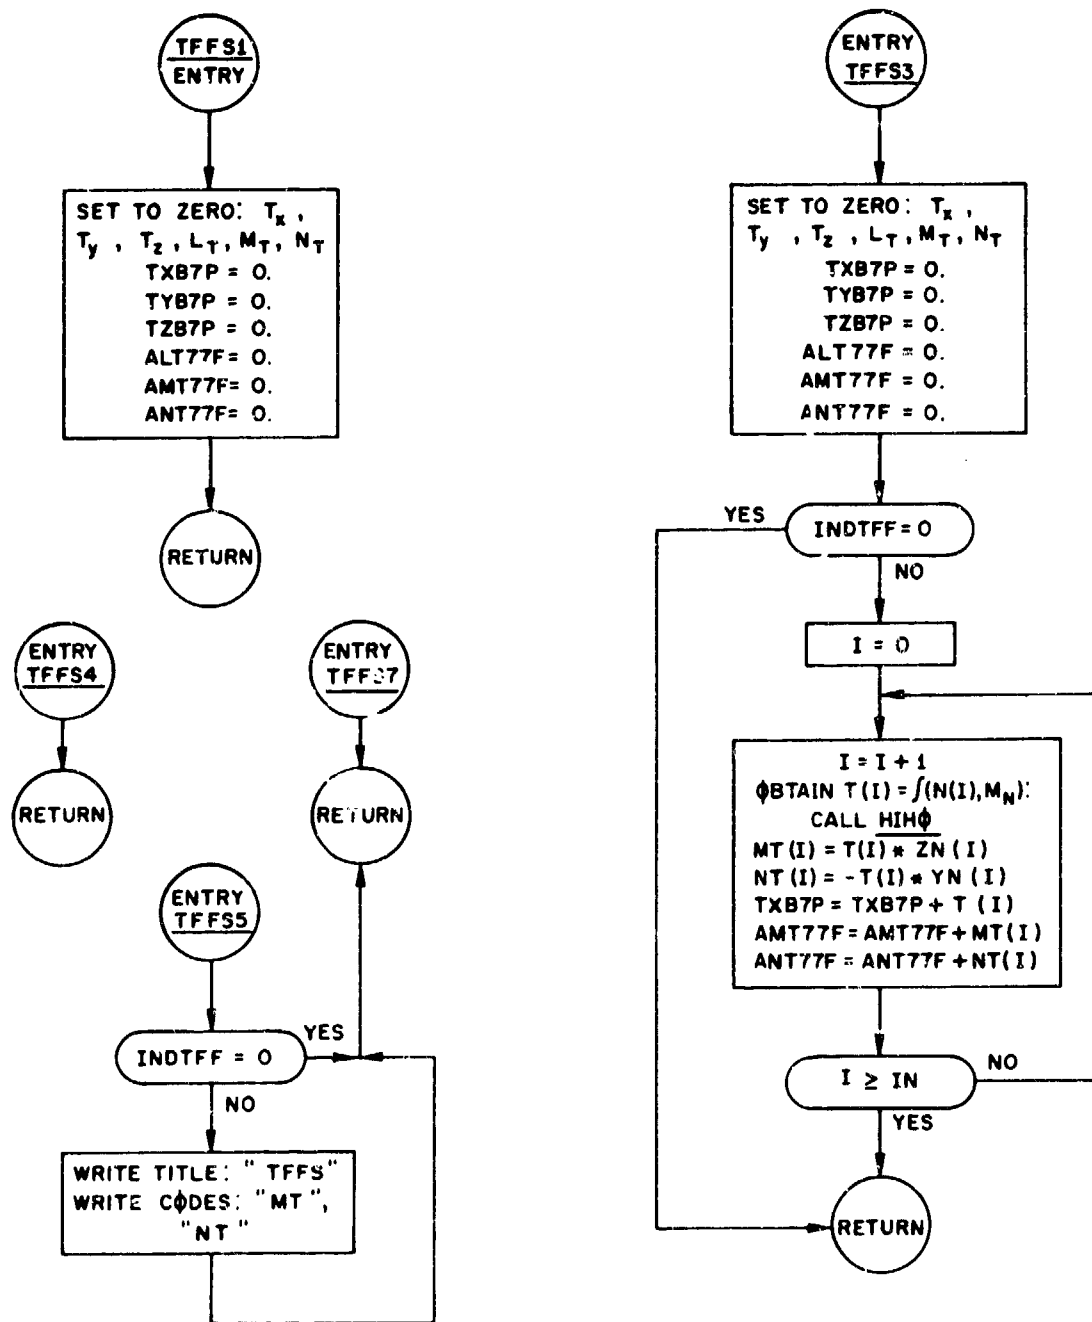 TFFS1
ENTRY
SET TO ZERO: Tx ,
Ty , Tz , LT, MT, NT
TXB7P = 0.
TYB7P = 0.
TZB7P = 0.
ALT77F= 0.
AMT77F= 0.
ANT77F= 0.
RETURN
ENTRY
TFFS4
RETURN
ENTRY
TFFS7
RETURN
ENTRY
TFFS5
INDTFF = 0
YES
NO
WRITE TITLE: "TFFS"
WRITE CϕDES: "MT",
"NT"
ENTRY
TFFS3
SET TO ZERO: Tx ,
Ty , Tz , LT, MT, NT
TXB7P = 0.
TYB7P = 0.
TZB7P = 0.
ALT77F = 0.
AMT77F = 0.
ANT77F = 0.
YES
INDTFF = 0
NO
I = 0
I = I + 1
ϕBTAIN T(I) = ∫(N(I),MN):
CALL HIHϕ
MT(I) = T(I) * ZN(I)
NT(I) = -T(I) * YN(I)
TXB7P = TXB7P + T(I)
AMT77F = AMT77F + MT(I)
ANT77F = ANT77F + NT(I)
I ≥ IN
NO
YES
RETURN